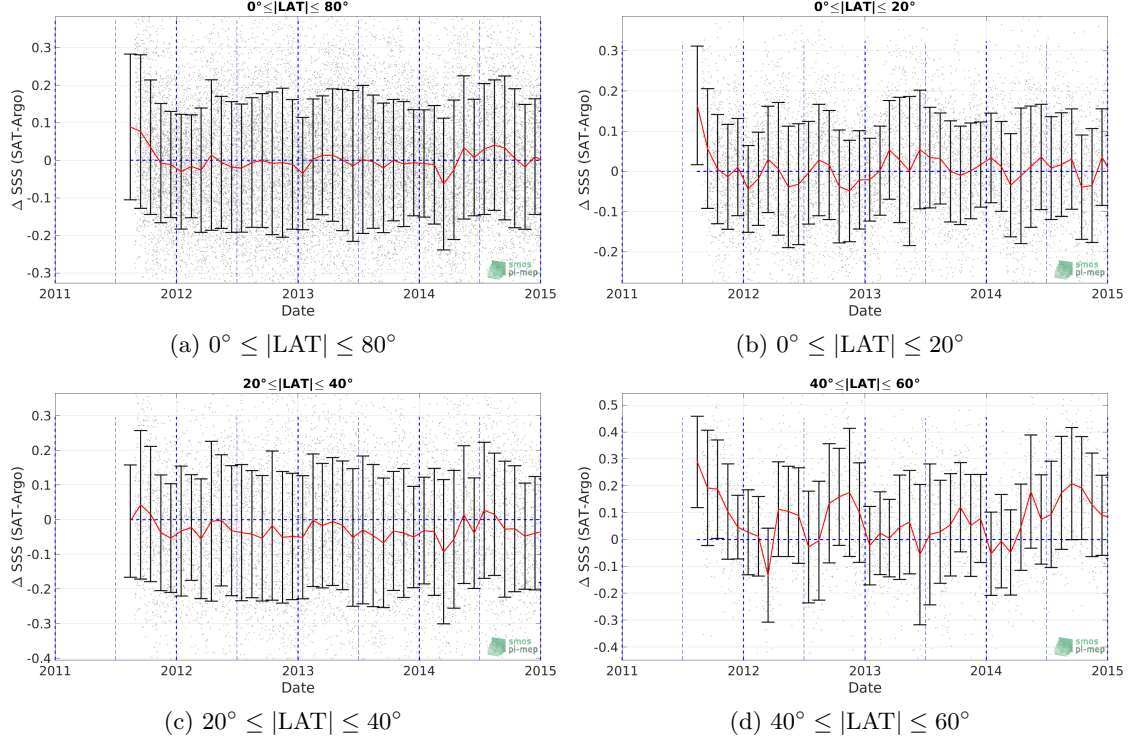 0°≤|LAT|≤ 80°
Δ SSS (SAT-Argo)
0.3
0.2
0.1
0
-0.1
-0.2
-0.3
2011 2012 2013 2014 2015
Date
smos
pi-mep
(a) 0° ≤ |LAT| ≤ 80°
0°≤|LAT|≤ 20°
Δ SSS (SAT-Argo)
0.3
0.2
0.1
0
-0.1
-0.2
2011 2012 2013 2014 2015
Date
smos
pi-mep
(b) 0° ≤ |LAT| ≤ 20°
20°≤|LAT|≤ 40°
Δ SSS (SAT-Argo)
0.3
0.2
0.1
0
-0.1
-0.2
-0.3
-0.4
2011 2012 2013 2014 2015
Date
smos
pi-mep
(c) 20° ≤ |LAT| ≤ 40°
40°≤|LAT|≤ 60°
Δ SSS (SAT-Argo)
0.5
0.4
0.3
0.2
0.1
0
-0.1
-0.2
-0.3
-0.4
2011 2012 2013 2014 2015
Date
smos
pi-mep
(d) 40° ≤ |LAT| ≤ 60°